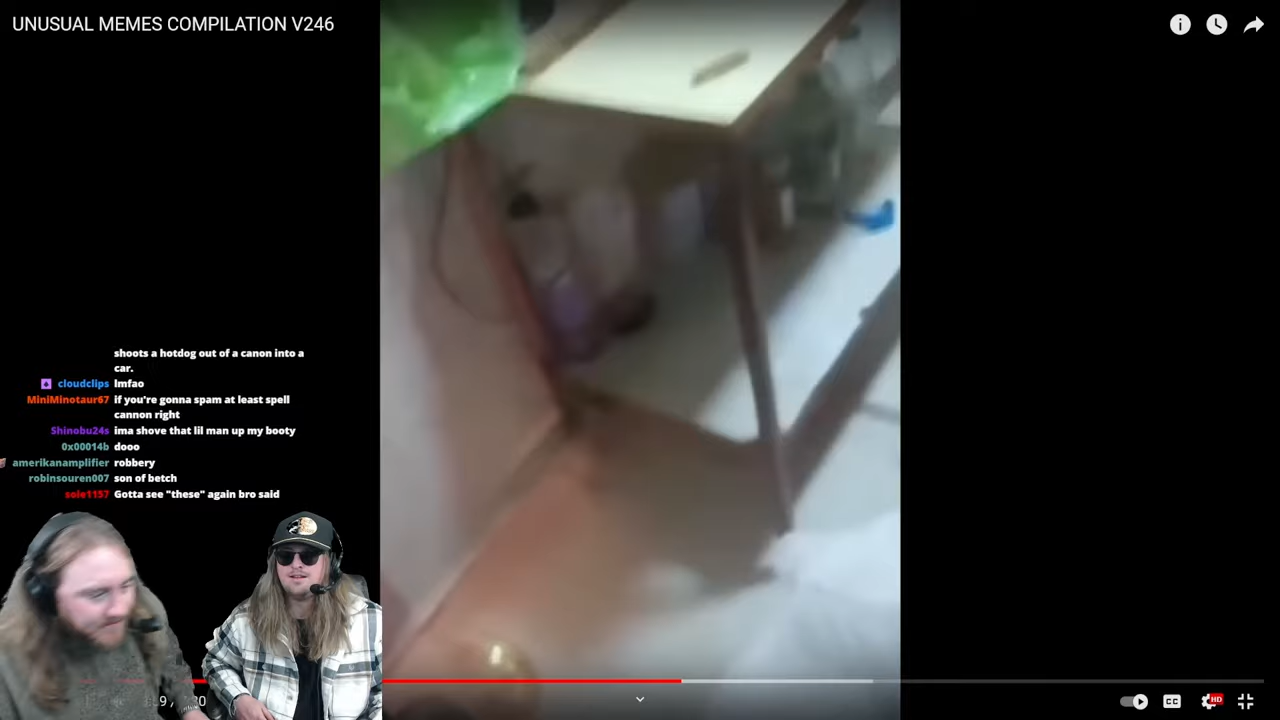 UNUSUAL MEMES COMPILATION V246
shoots a hotdog out of a canon into a
car.
cloudclips lmfao
MiniMinotaur67 if you're gonna spam at least spell
cannon right
Shinobu24s ima shove that lil man up my booty
0x00014b dooo
amerikanamplifier robbery
robinsouren007 son of betch
sole1157 Gotta see "these" again bro said
CC HD